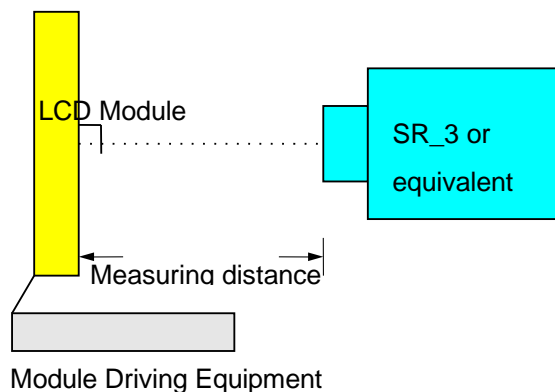 LCD Module
SR_3 or
equivalent
Measuring distance
Module Driving Equipment